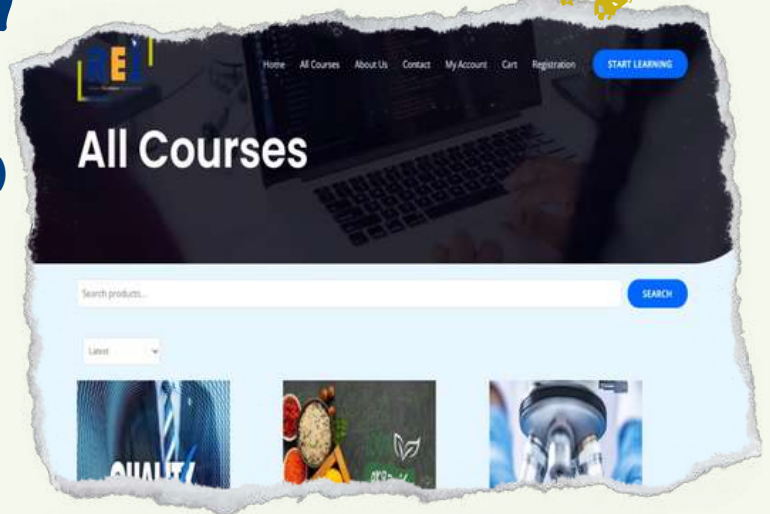 REI
Home All Courses About Us Contact My Account Cart Registration START LEARNING
All Courses
Search products... SEARCH
Latest
QUALITY